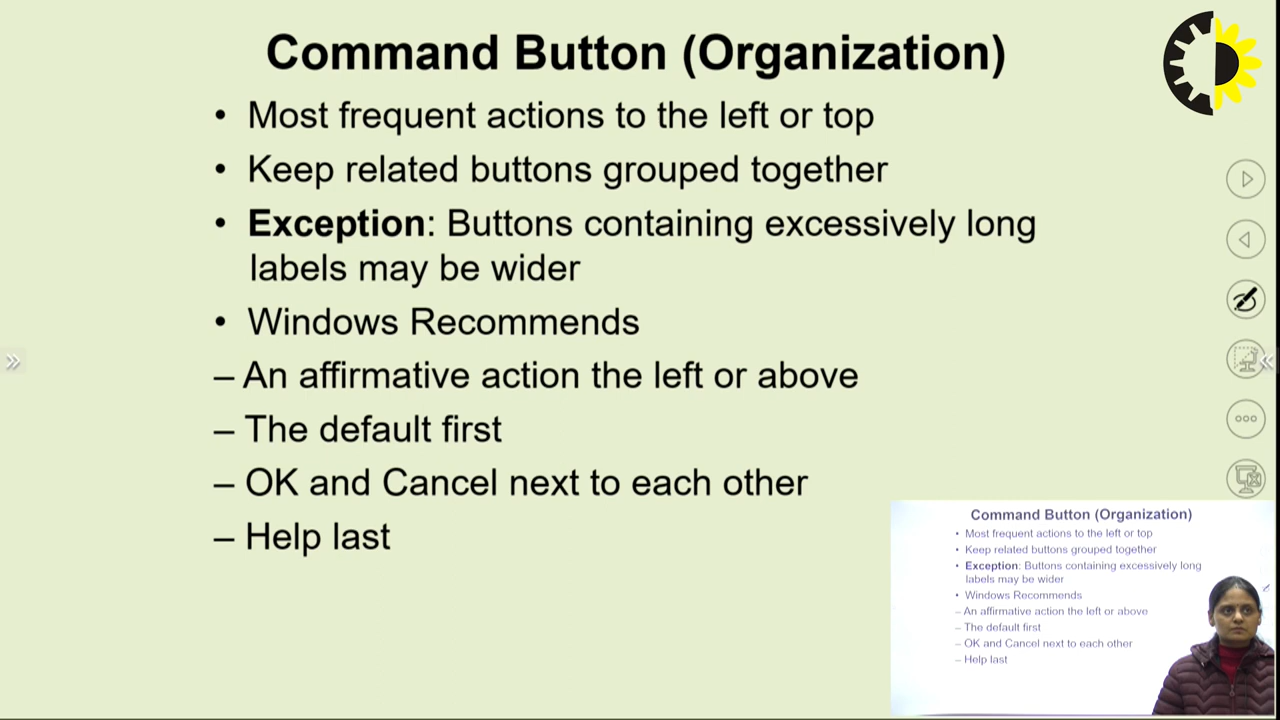 Command Button (Organization)
• Most frequent actions to the left or top
• Keep related buttons grouped together
• Exception: Buttons containing excessively long
labels may be wider
• Windows Recommends
– An affirmative action the left or above
– The default first
– OK and Cancel next to each other
– Help last
Command Button (Organization)
• Most frequent actions to the left or top
• Keep related buttons grouped together
• Exception: Buttons containing excessively long
labels may be wider
• Windows Recommends
– An affirmative action the left or above
– The default first
– OK and Cancel next to each other
– Help last